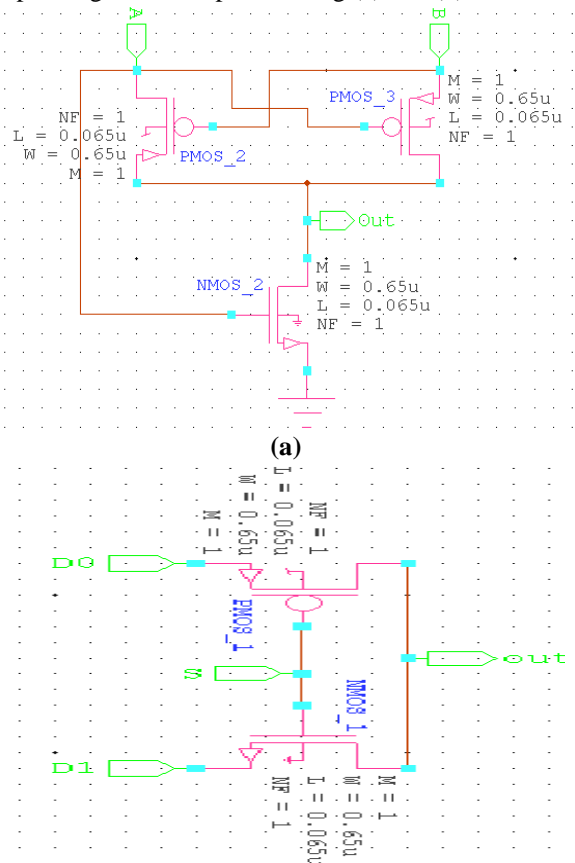 A
B
NF = 1
L = 0.065u
W = 0.65u
M = 1
PMOS_2
PMOS_3
M = 1
W = 0.65u
L = 0.065u
NF = 1
Out
NMOS_2
M = 1
W = 0.65u
L = 0.065u
NF = 1
(a)
M = 1
W = 0.65u
L = 0.065u
NF = 1
D0
PMOS_1
S
out
NMOS_1
D1
NF = 1
L = 0.065u
W = 0.65u
M = 1